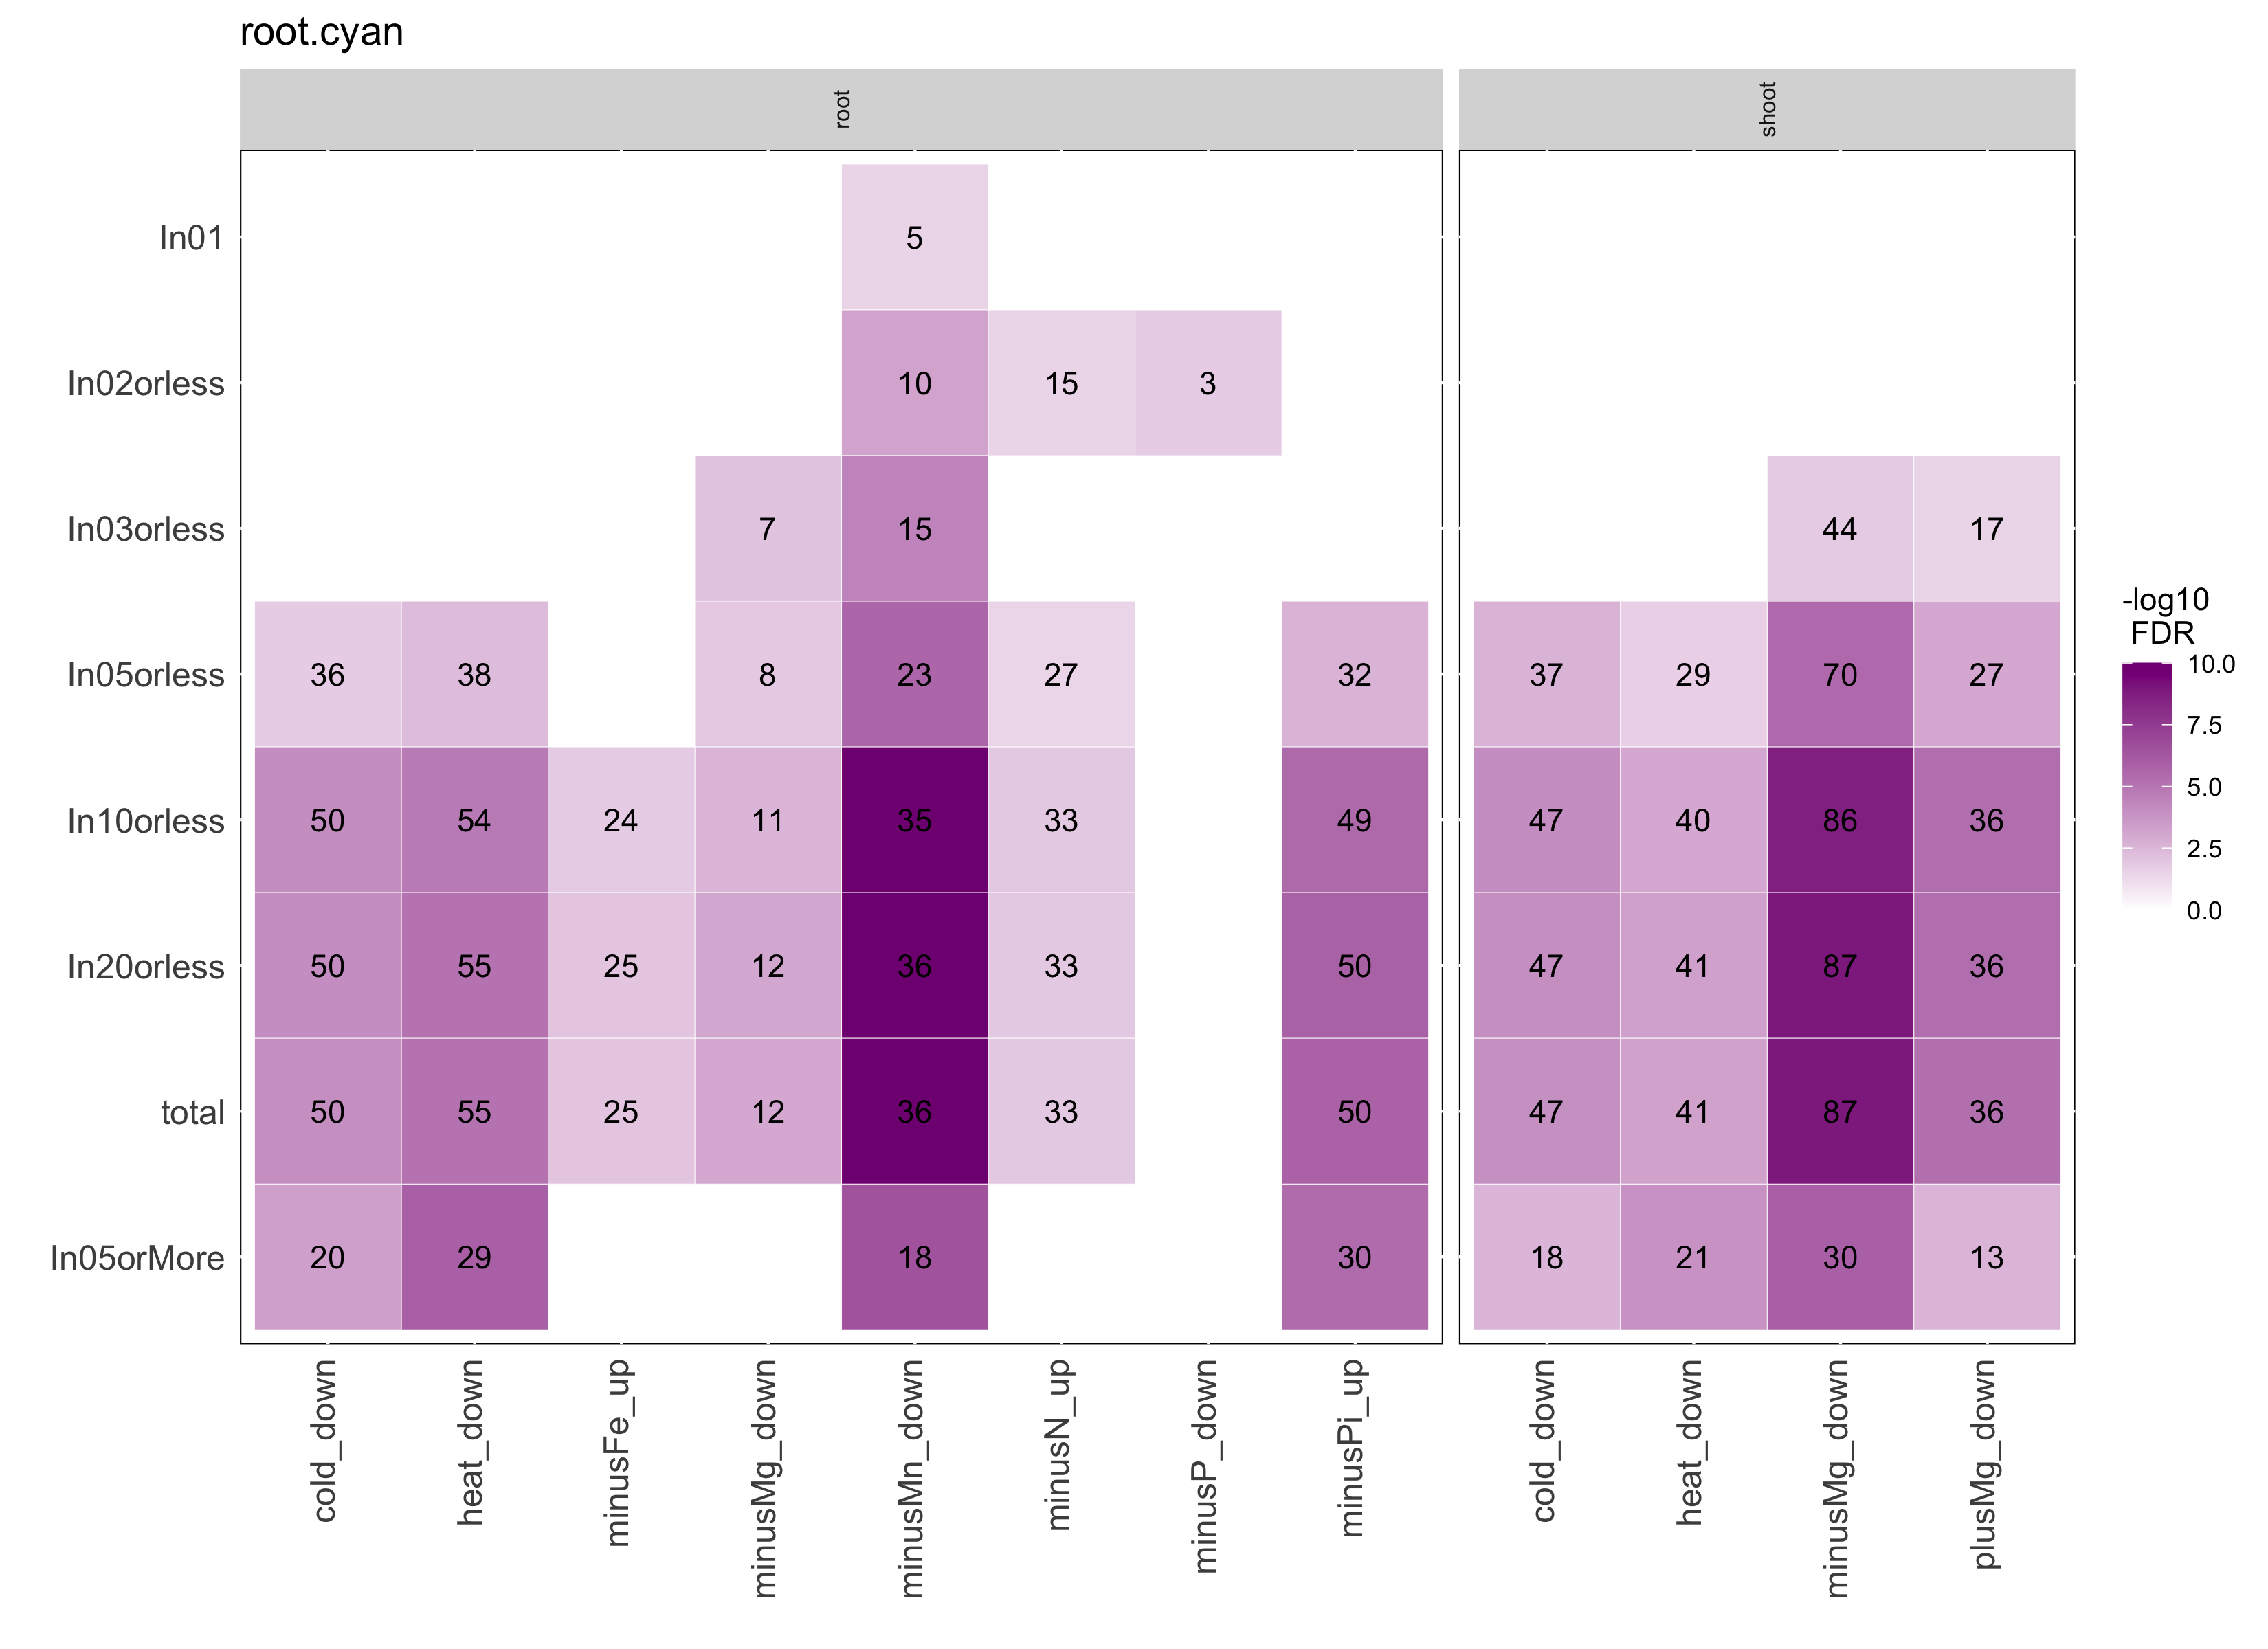 root.cyan
root shoot
In01 5
In02orless 10 15 3
In03orless 7 15 44 17
In05orless 36 38 8 23 27 32 37 29 70 27
In10orless 50 54 24 11 35 33 49 47 40 86 36
In20orless 50 55 25 12 36 33 50 47 41 87 36
total 50 55 25 12 36 33 50 47 41 87 36
In05orMore 20 29 18 30 18 21 30 13
cold_down heat_down minusFe_up minusMg_down minusMn_down minusN_up minusP_down minusPi_up cold_down heat_down minusMg_down plusMg_down
-log10
FDR
10.0
7.5
5.0
2.5
0.0